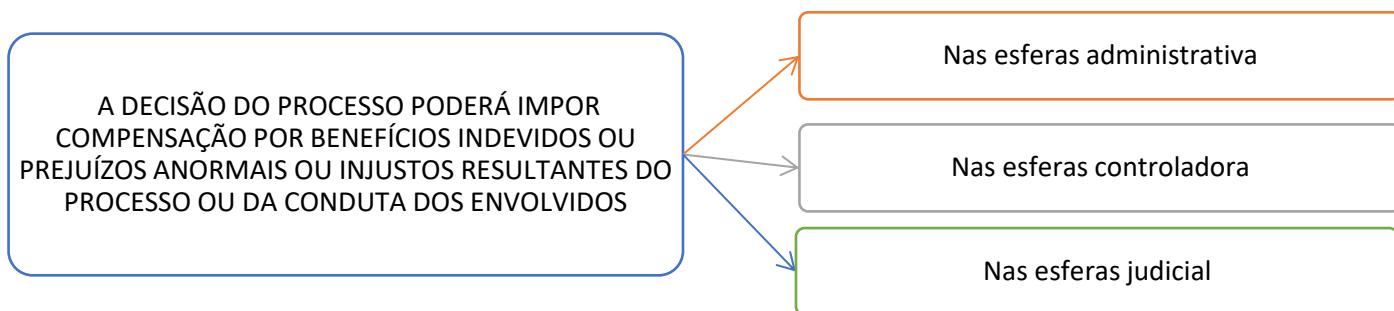 A DECISÃO DO PROCESSO PODERÁ IMPOR
COMPENSAÇÃO POR BENEFÍCIOS INDEVIDOS OU
PREJUÍZOS ANORMAIS OU INJUSTOS RESULTANTES DO
PROCESSO OU DA CONDUTA DOS ENVOLVIDOS
Nas esferas administrativa
Nas esferas controladora
Nas esferas judicial